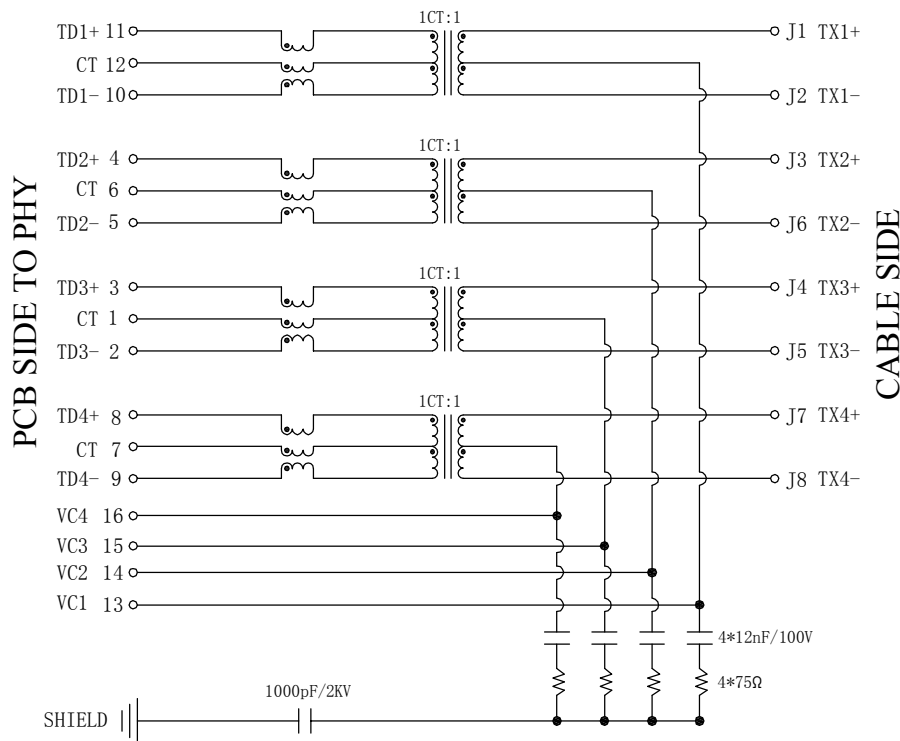 1CT:1
TD1+ 11 J1 TX1+
CT 12
TD1- 10 J2 TX1-
1CT:1
TD2+ 4 J3 TX2+
CT 6
TD2- 5 J6 TX2-
1CT:1
TD3+ 3 J4 TX3+
CT 1
TD3- 2 J5 TX3-
1CT:1
TD4+ 8 J7 TX4+
CT 7
TD4- 9 J8 TX4-
VC4 16
VC3 15
VC2 14
VC1 13
4*12nF/100V
4*75Ω
1000pF/2KV
SHIELD
PCB SIDE TO PHY
CABLE SIDE